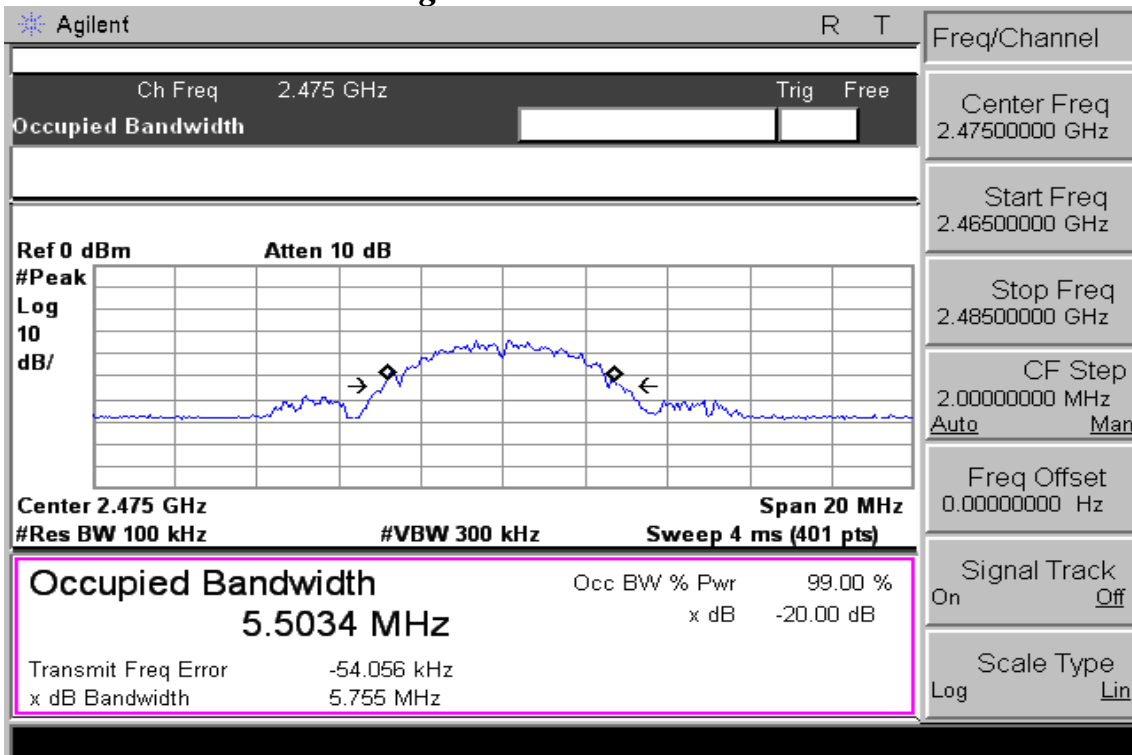 Agilent R T
Ch Freq 2.475 GHz Trig Free
Occupied Bandwidth
Ref 0 dBm Atten 10 dB
#Peak
Log
10
dB/
Center 2.475 GHz Span 20 MHz
#Res BW 100 kHz #VBW 300 kHz Sweep 4 ms (401 pts)
Occupied Bandwidth
5.5034 MHz
Occ BW % Pwr 99.00 %
x dB -20.00 dB
Transmit Freq Error -54.056 kHz
x dB Bandwidth 5.755 MHz
Freq/Channel
Center Freq
2.47500000 GHz
Start Freq
2.46500000 GHz
Stop Freq
2.48500000 GHz
CF Step
2.00000000 MHz
Auto Man
Freq Offset
0.00000000 Hz
Signal Track
On Off
Scale Type
Log Lin